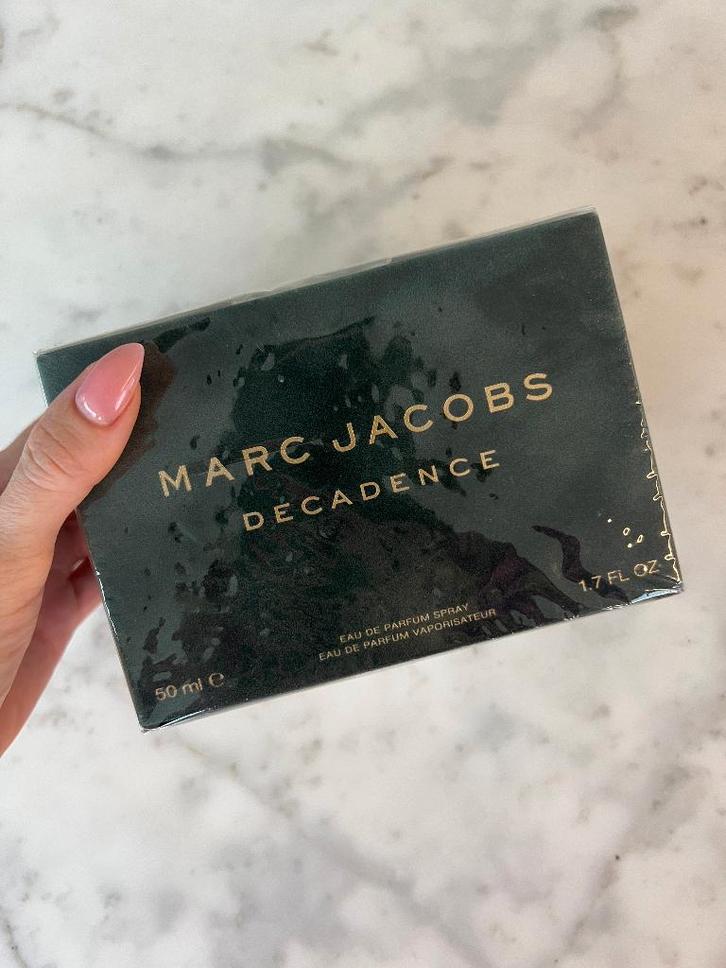 MARC JACOBS
DECADENCE
1.7 FL OZ
EAU DE PARFUM SPRAY
EAU DE PARFUM VAPORISATEUR
50 ml ℮